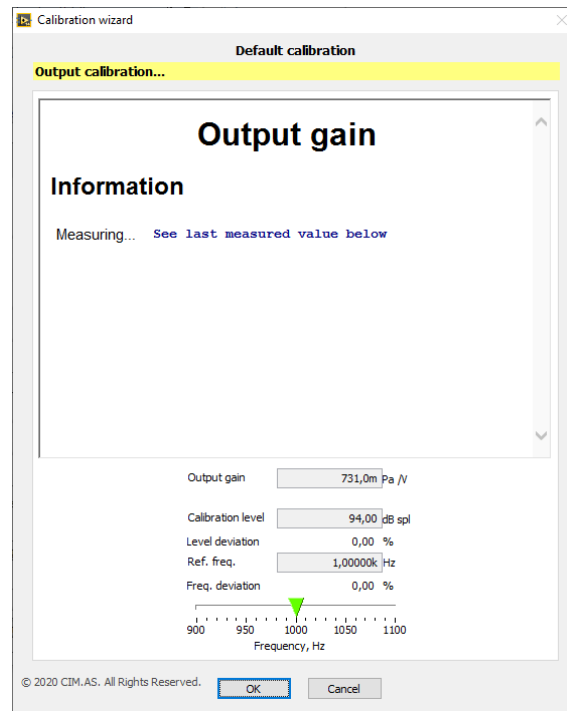 Calibration wizard
Default calibration
Output calibration...
Output gain
Information
Measuring... See last measured value below
Output gain 731,0m Pa /V
Calibration level 94,00 dB spl
Level deviation 0,00 %
Ref. freq. 1,00000k Hz
Freq. deviation 0,00 %
900 950 1000 1050 1100
Frequency, Hz
© 2020 CIM.AS. All Rights Reserved. OK Cancel